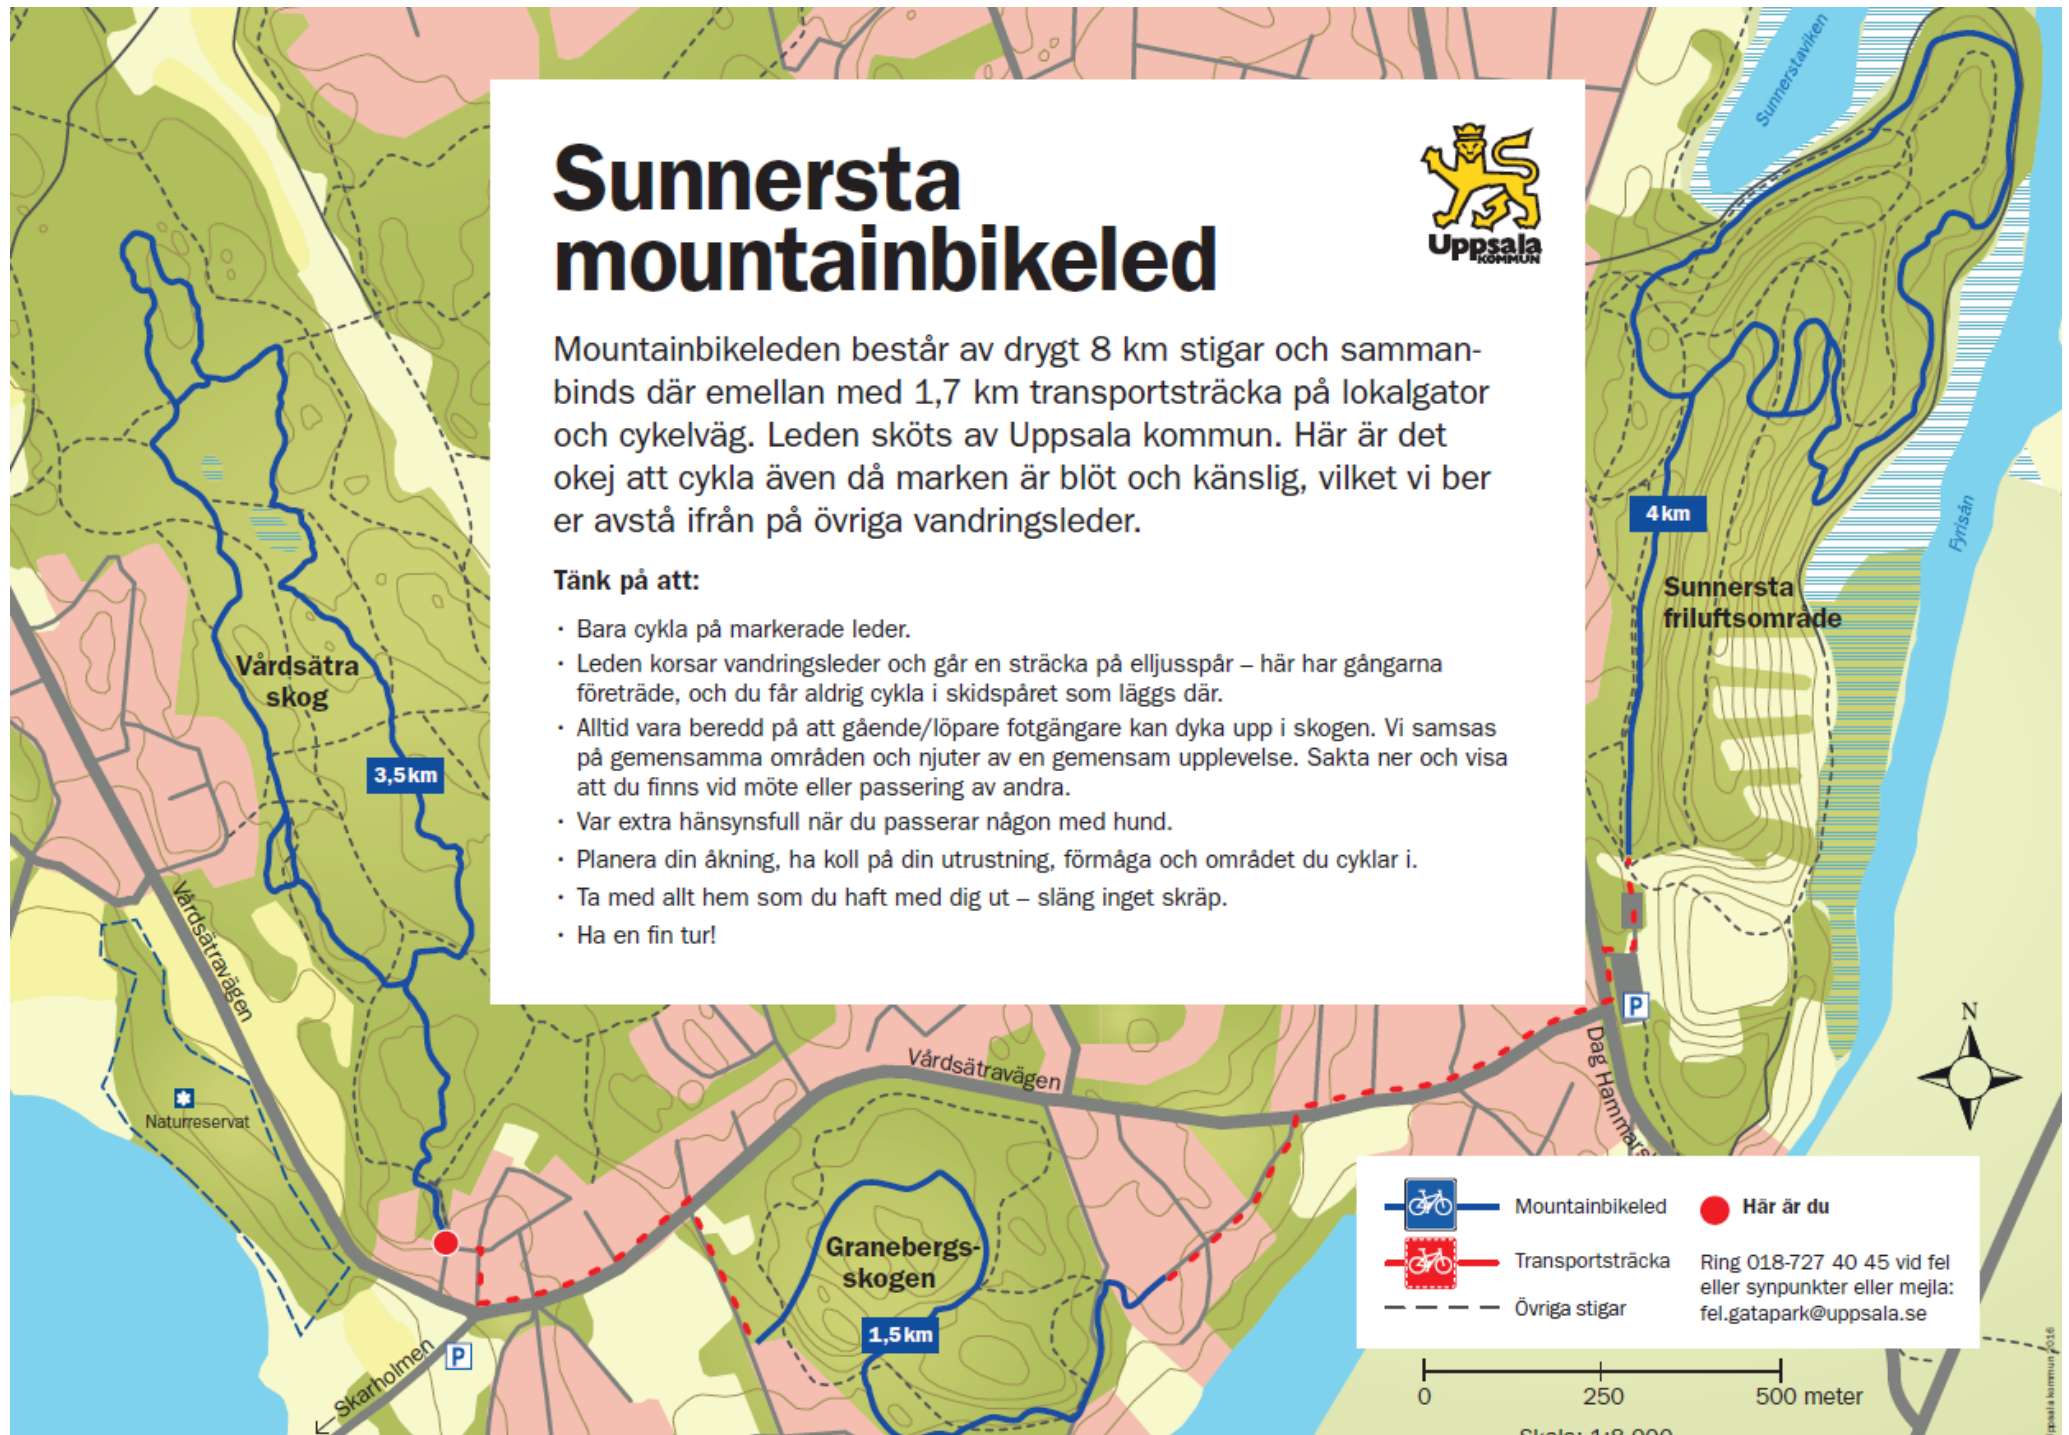 Sunnersta
mountainbikeled
Uppsala
KOMMUN
Mountainbikeleden består av drygt 8 km stigar och samman-
binds där emellan med 1,7 km transportsträcka på lokalgator
och cykelväg. Leden sköts av Uppsala kommun. Här är det
okej att cykla även då marken är blöt och känslig, vilket vi ber
er avstå ifrån på övriga vandringsleder.
Tänk på att:
· Bara cykla på markerade leder.
· Leden korsar vandringsleder och går en sträcka på elljusspår – här har gångarna
företräde, och du får aldrig cykla i skidspåret som läggs där.
· Alltid vara beredd på att gående/löpare fotgängare kan dyka upp i skogen. Vi samsas
på gemensamma områden och njuter av en gemensam upplevelse. Sakta ner och visa
att du finns vid möte eller passering av andra.
· Var extra hänsynsfull när du passerar någon med hund.
· Planera din åkning, ha koll på din utrustning, förmåga och området du cyklar i.
· Ta med allt hem som du haft med dig ut – släng inget skräp.
· Ha en fin tur!
Sunnerstaviken
Fyrisån
4 km
Sunnersta
friluftsområde
Vårdsätra
skog
3,5 km
Vårdsätravägen
Naturreservat
Vårdsätravägen
P
Dag Hammars
N
Granebergs-
skogen
1,5 km
P
Skarholmen
Mountainbikeled
Transportsträcka
Övriga stigar
Här är du
Ring 018-727 40 45 vid fel
eller synpunkter eller mejla:
fel.gatapark@uppsala.se
0 250 500 meter
Skala: 1:8 000
kommun 2016